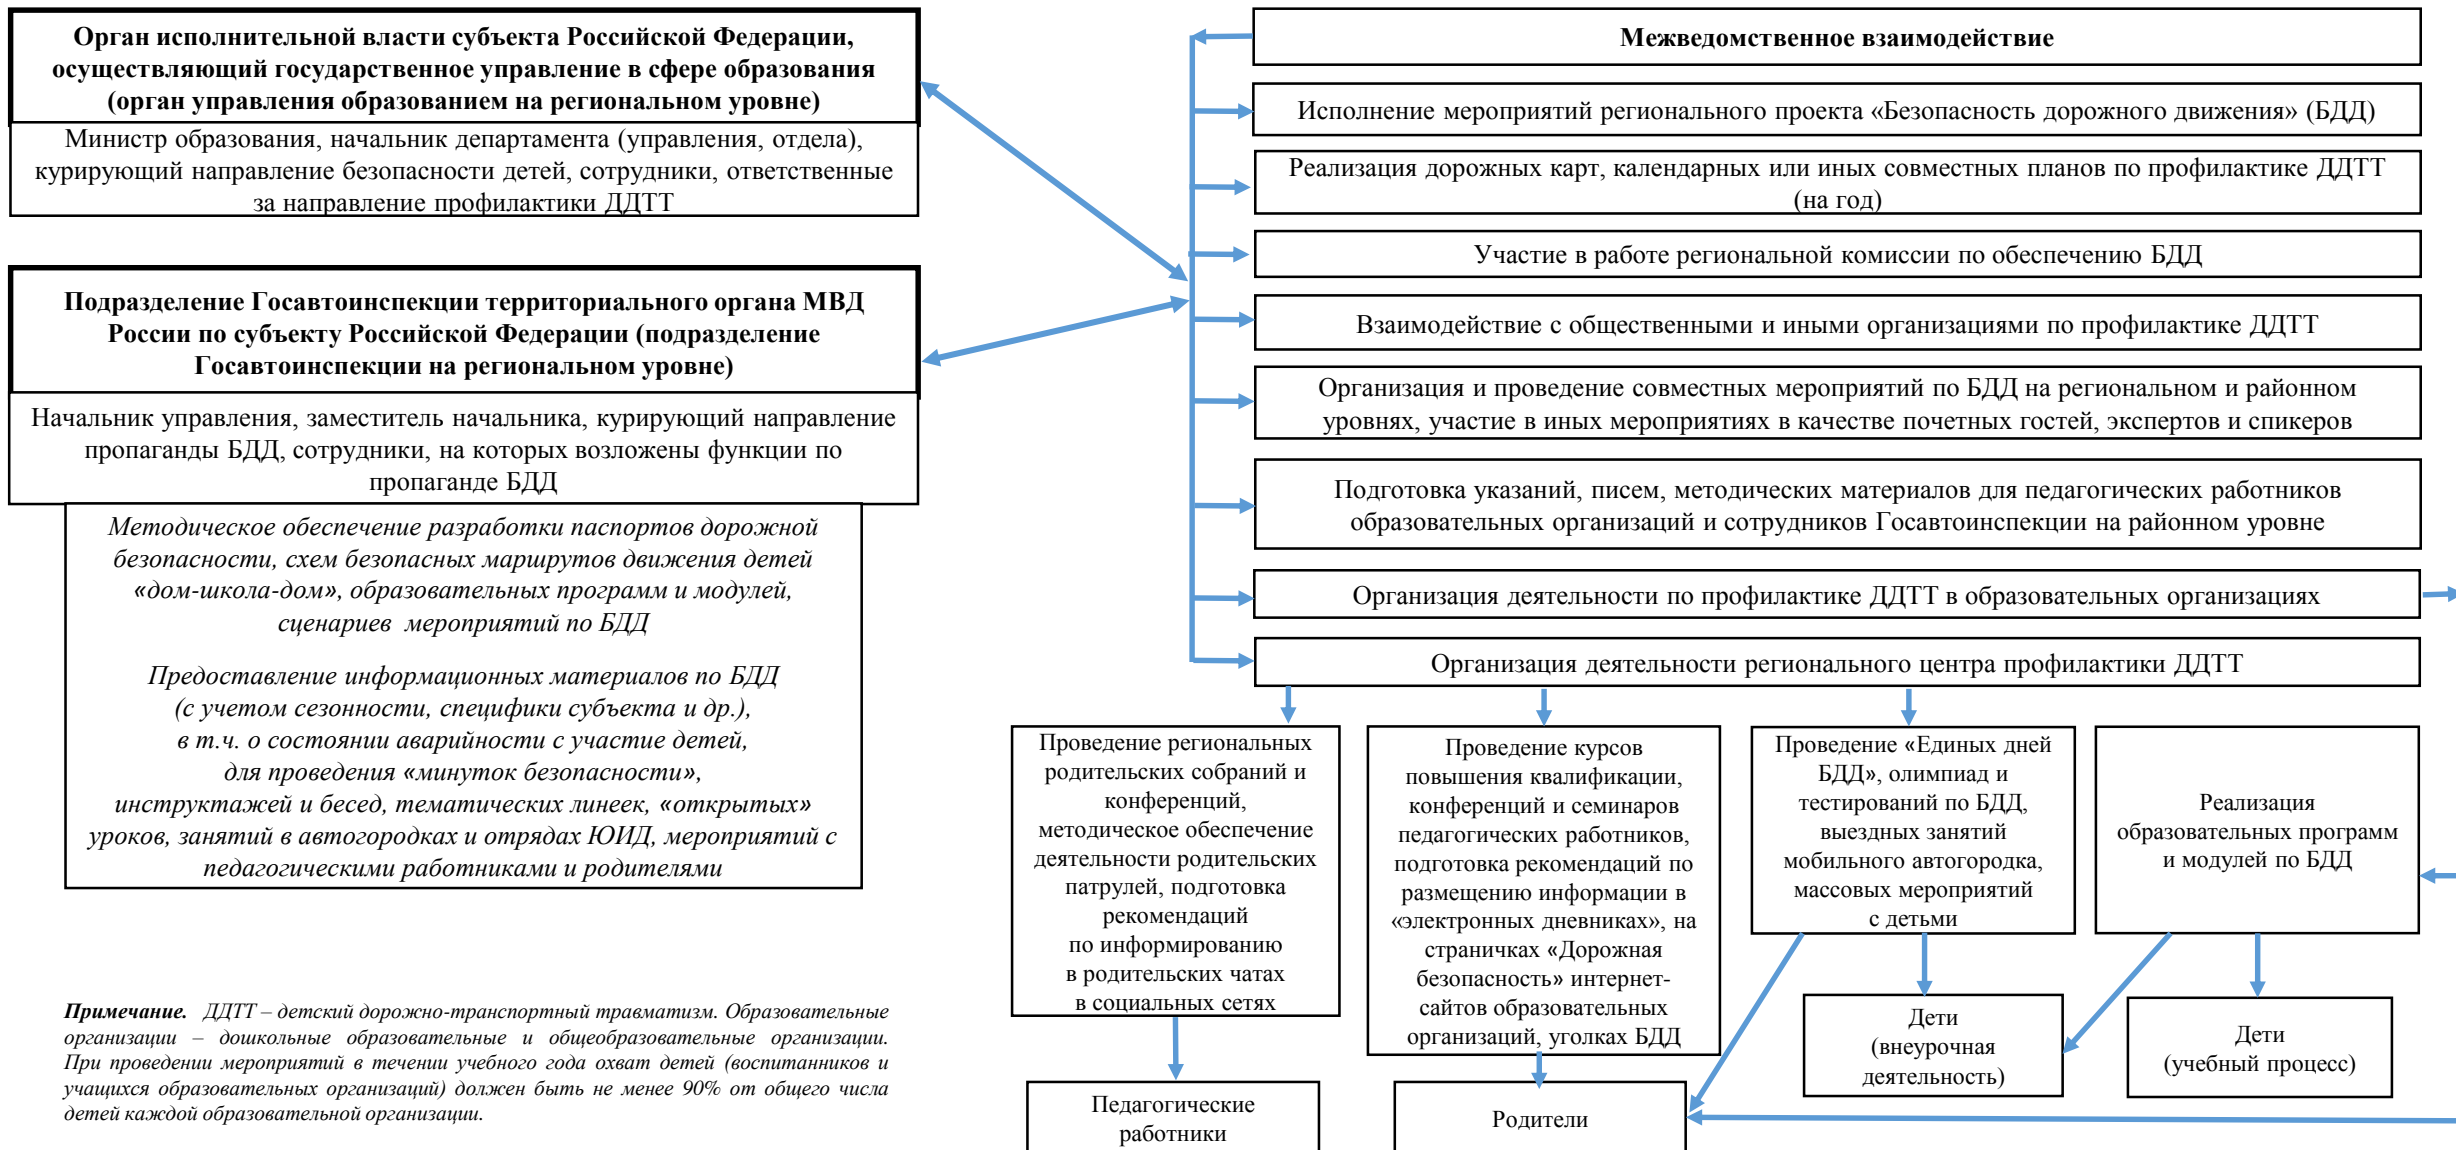 Орган исполнительной власти субъекта Российской Федерации,
осуществляющий государственное управление в сфере образования
(орган управления образованием на региональном уровне)
Министр образования, начальник департамента (управления, отдела),
курирующий направление безопасности детей, сотрудники, ответственные
за направление профилактики ДДТТ
Подразделение Госавтоинспекции территориального органа МВД
России по субъекту Российской Федерации (подразделение
Госавтоинспекции на региональном уровне)
Начальник управления, заместитель начальника, курирующий направление
пропаганды БДД, сотрудники, на которых возложены функции по
пропаганде БДД
Методическое обеспечение разработки паспортов дорожной
безопасности, схем безопасных маршрутов движения детей
«дом-школа-дом», образовательных программ и модулей,
сценариев мероприятий по БДД
Предоставление информационных материалов по БДД
(с учетом сезонности, специфики субъекта и др.),
в т.ч. о состоянии аварийности с участие детей,
для проведения «минуток безопасности»,
инструктажей и бесед, тематических линеек, «открытых»
уроков, занятий в автогородках и отрядах ЮИД, мероприятий с
педагогическими работниками и родителями
Примечание. ДДТТ – детский дорожно-транспортный травматизм. Образовательные
организации – дошкольные образовательные и общеобразовательные организации.
При проведении мероприятий в течении учебного года охват детей (воспитанников и
учащихся образовательных организаций) должен быть не менее 90% от общего числа
детей каждой образовательной организации.
Межведомственное взаимодействие
Исполнение мероприятий регионального проекта «Безопасность дорожного движения» (БДД)
Реализация дорожных карт, календарных или иных совместных планов по профилактике ДДТТ
(на год)
Участие в работе региональной комиссии по обеспечению БДД
Взаимодействие с общественными и иными организациями по профилактике ДДТТ
Организация и проведение совместных мероприятий по БДД на региональном и районном
уровнях, участие в иных мероприятиях в качестве почетных гостей, экспертов и спикеров
Подготовка указаний, писем, методических материалов для педагогических работников
образовательных организаций и сотрудников Госавтоинспекции на районном уровне
Организация деятельности по профилактике ДДТТ в образовательных организациях
Организация деятельности регионального центра профилактики ДДТТ
Проведение региональных
родительских собраний и
конференций,
методическое обеспечение
деятельности родительских
патрулей, подготовка
рекомендаций
по информированию
в родительских чатах
в социальных сетях
Проведение курсов
повышения квалификации,
конференций и семинаров
педагогических работников,
подготовка рекомендаций по
размещению информации в
«электронных дневниках», на
страничках «Дорожная
безопасность» интернет-
сайтов образовательных
организаций, уголках БДД
Проведение «Единых дней
БДД», олимпиад и
тестирований по БДД,
выездных занятий
мобильного автогородка,
массовых мероприятий
с детьми
Реализация
образовательных программ
и модулей по БДД
Дети
(внеурочная
деятельность)
Дети
(учебный процесс)
Педагогические
работники
Родители